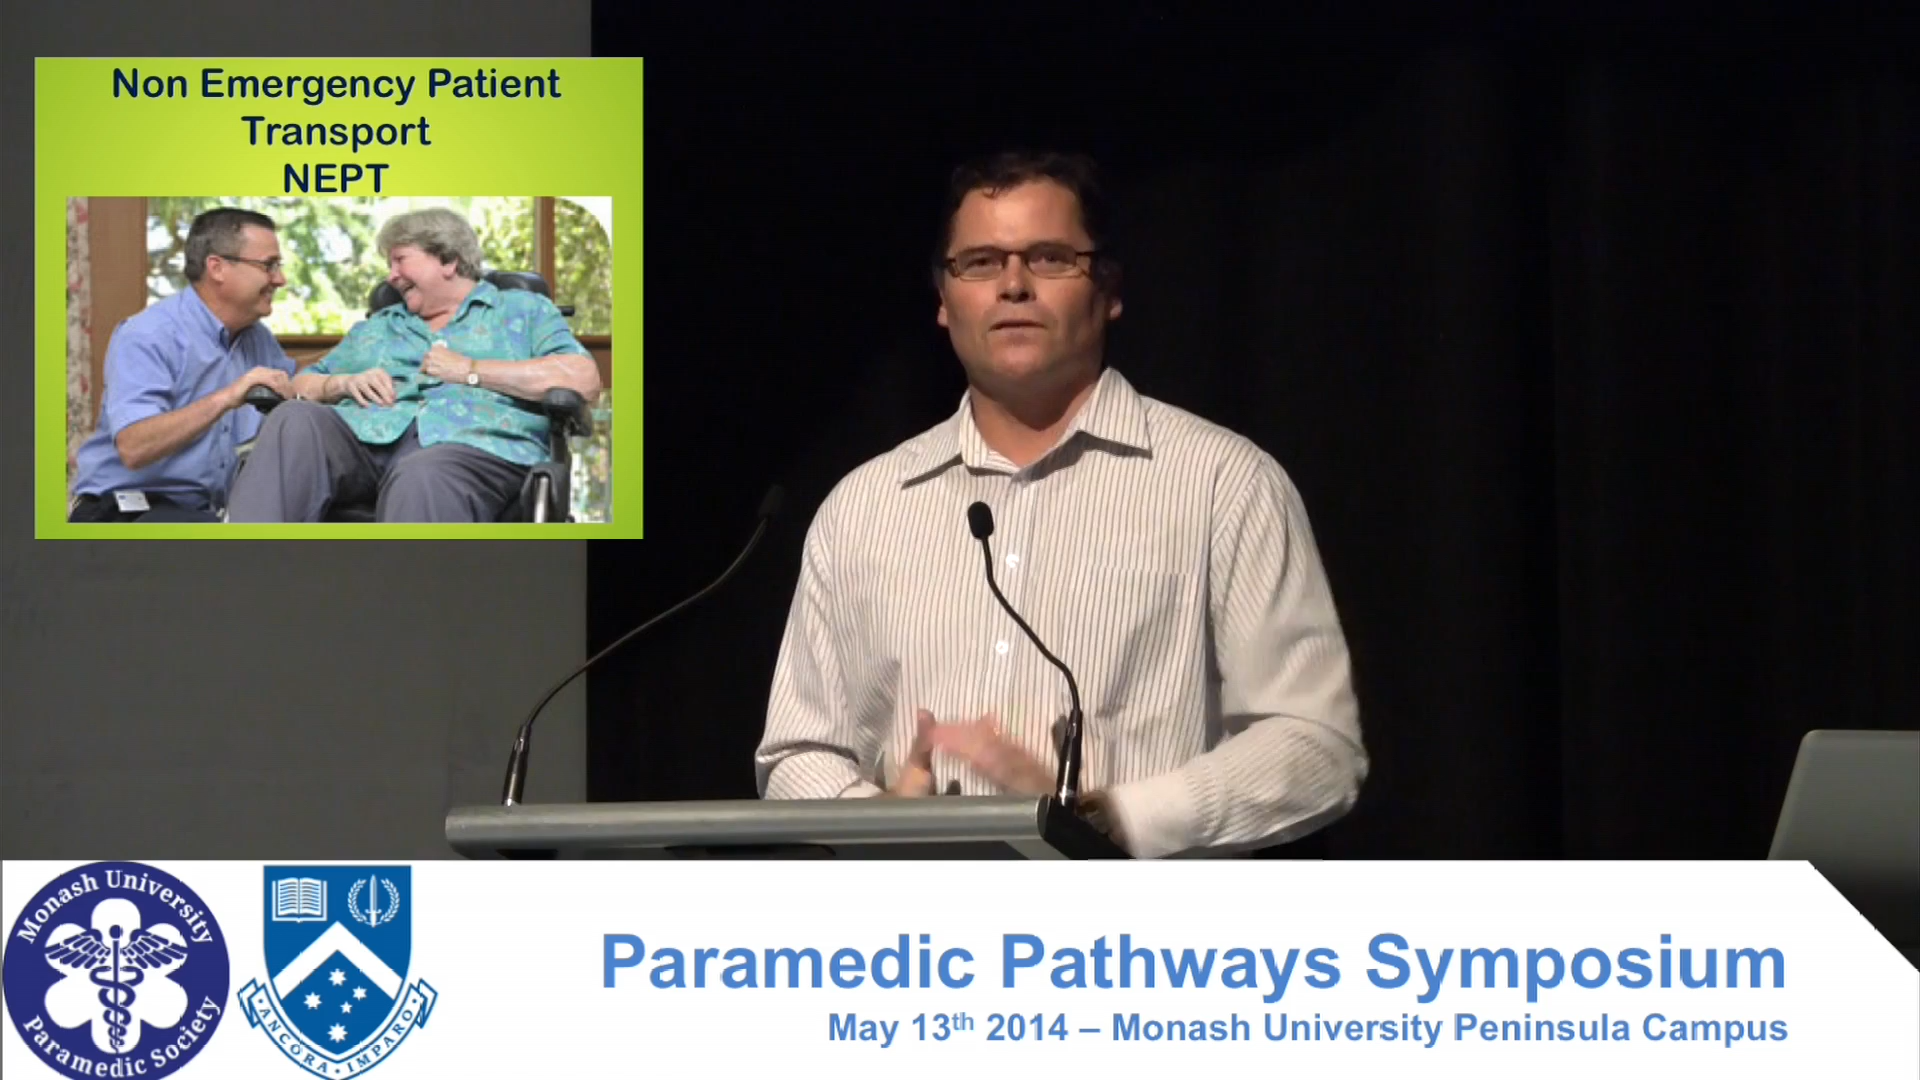 Non Emergency Patient
Transport
NEPT
Monash University
Paramedic Society
ANCORA IMPARO
Paramedic Pathways Symposium
May 13th 2014 – Monash University Peninsula Campus